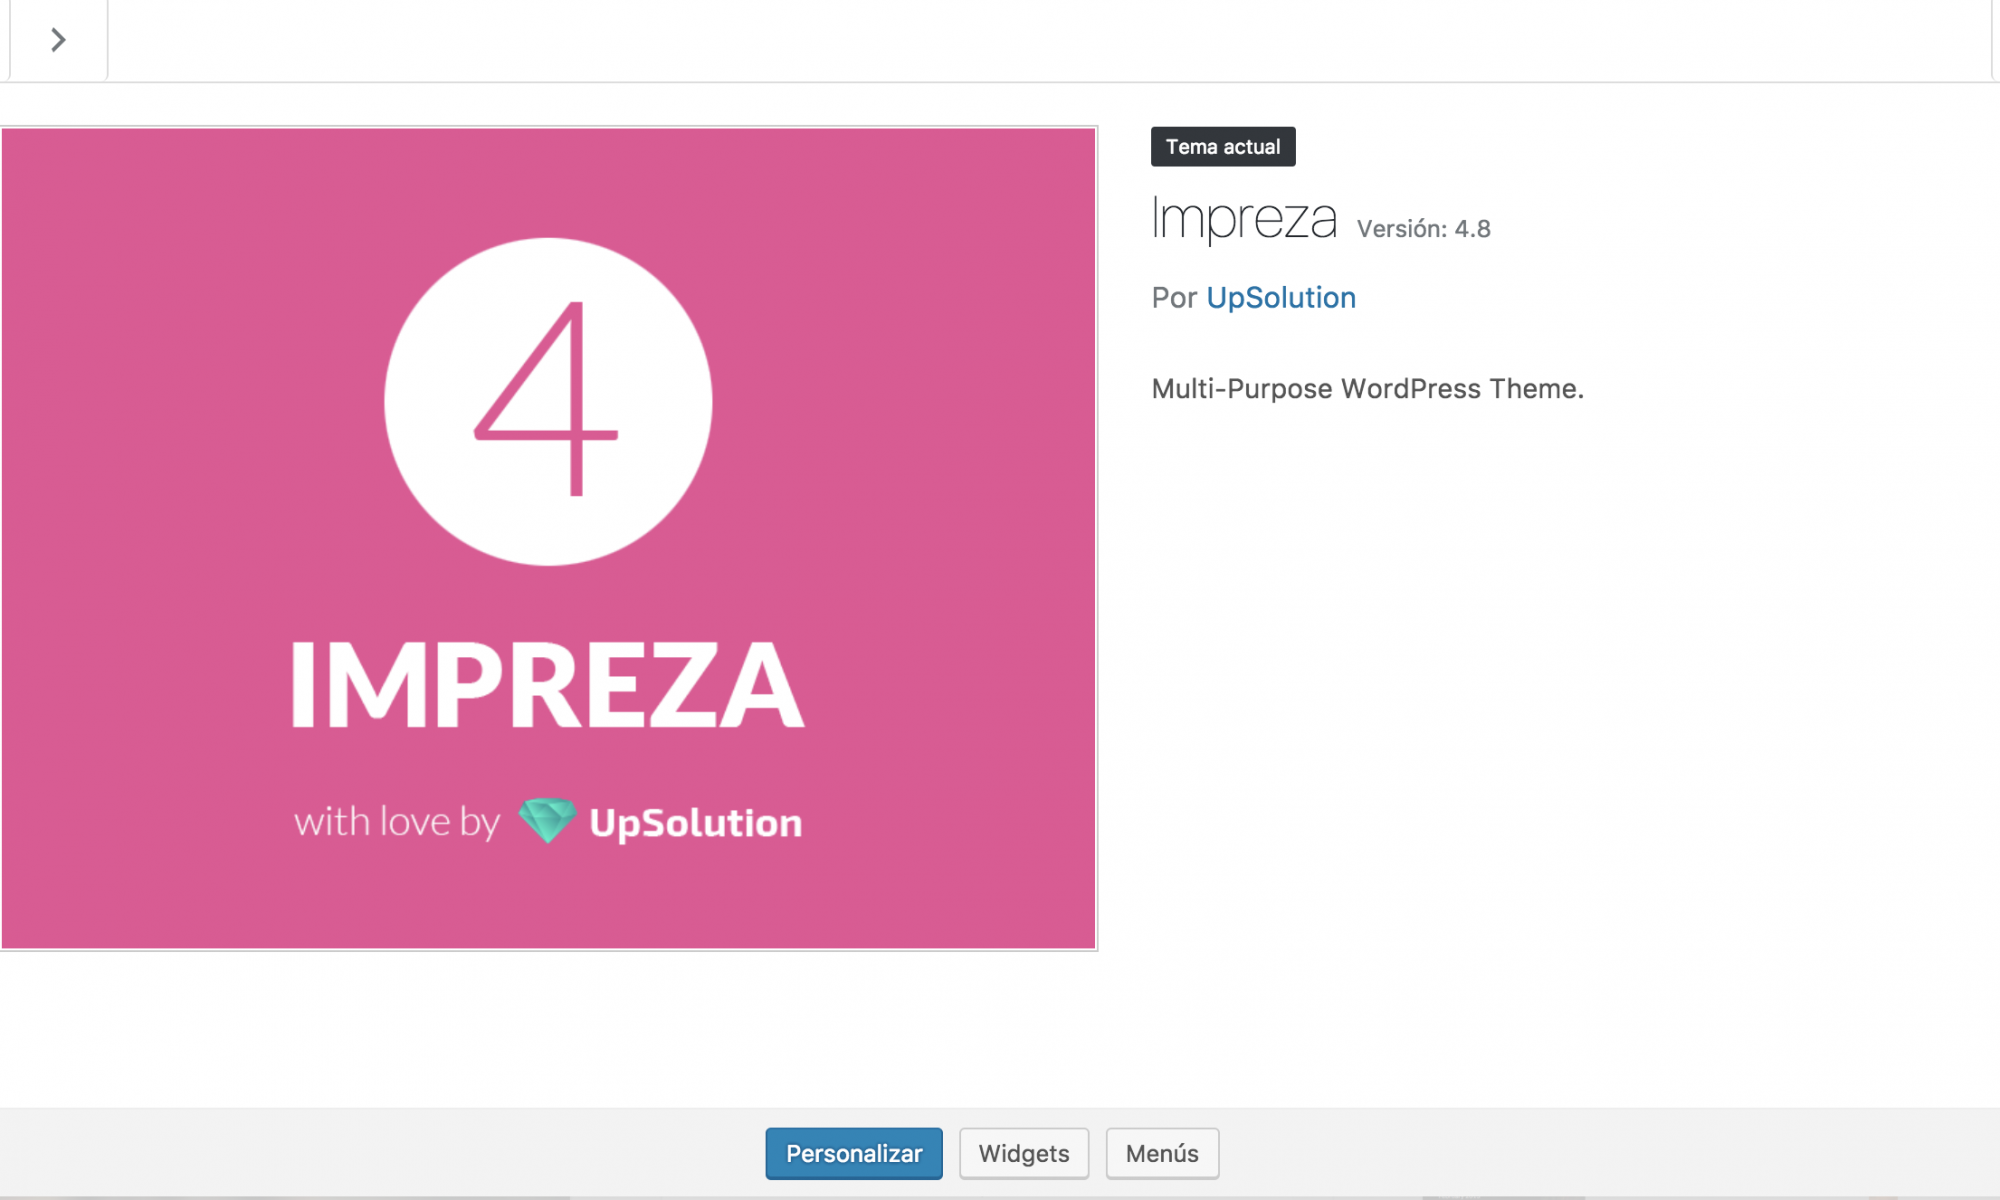 4
IMPREZA
with love by UpSolution
Tema actual
Impreza Versión: 4.8
Por UpSolution
Multi-Purpose WordPress Theme.
Personalizar Widgets Menús